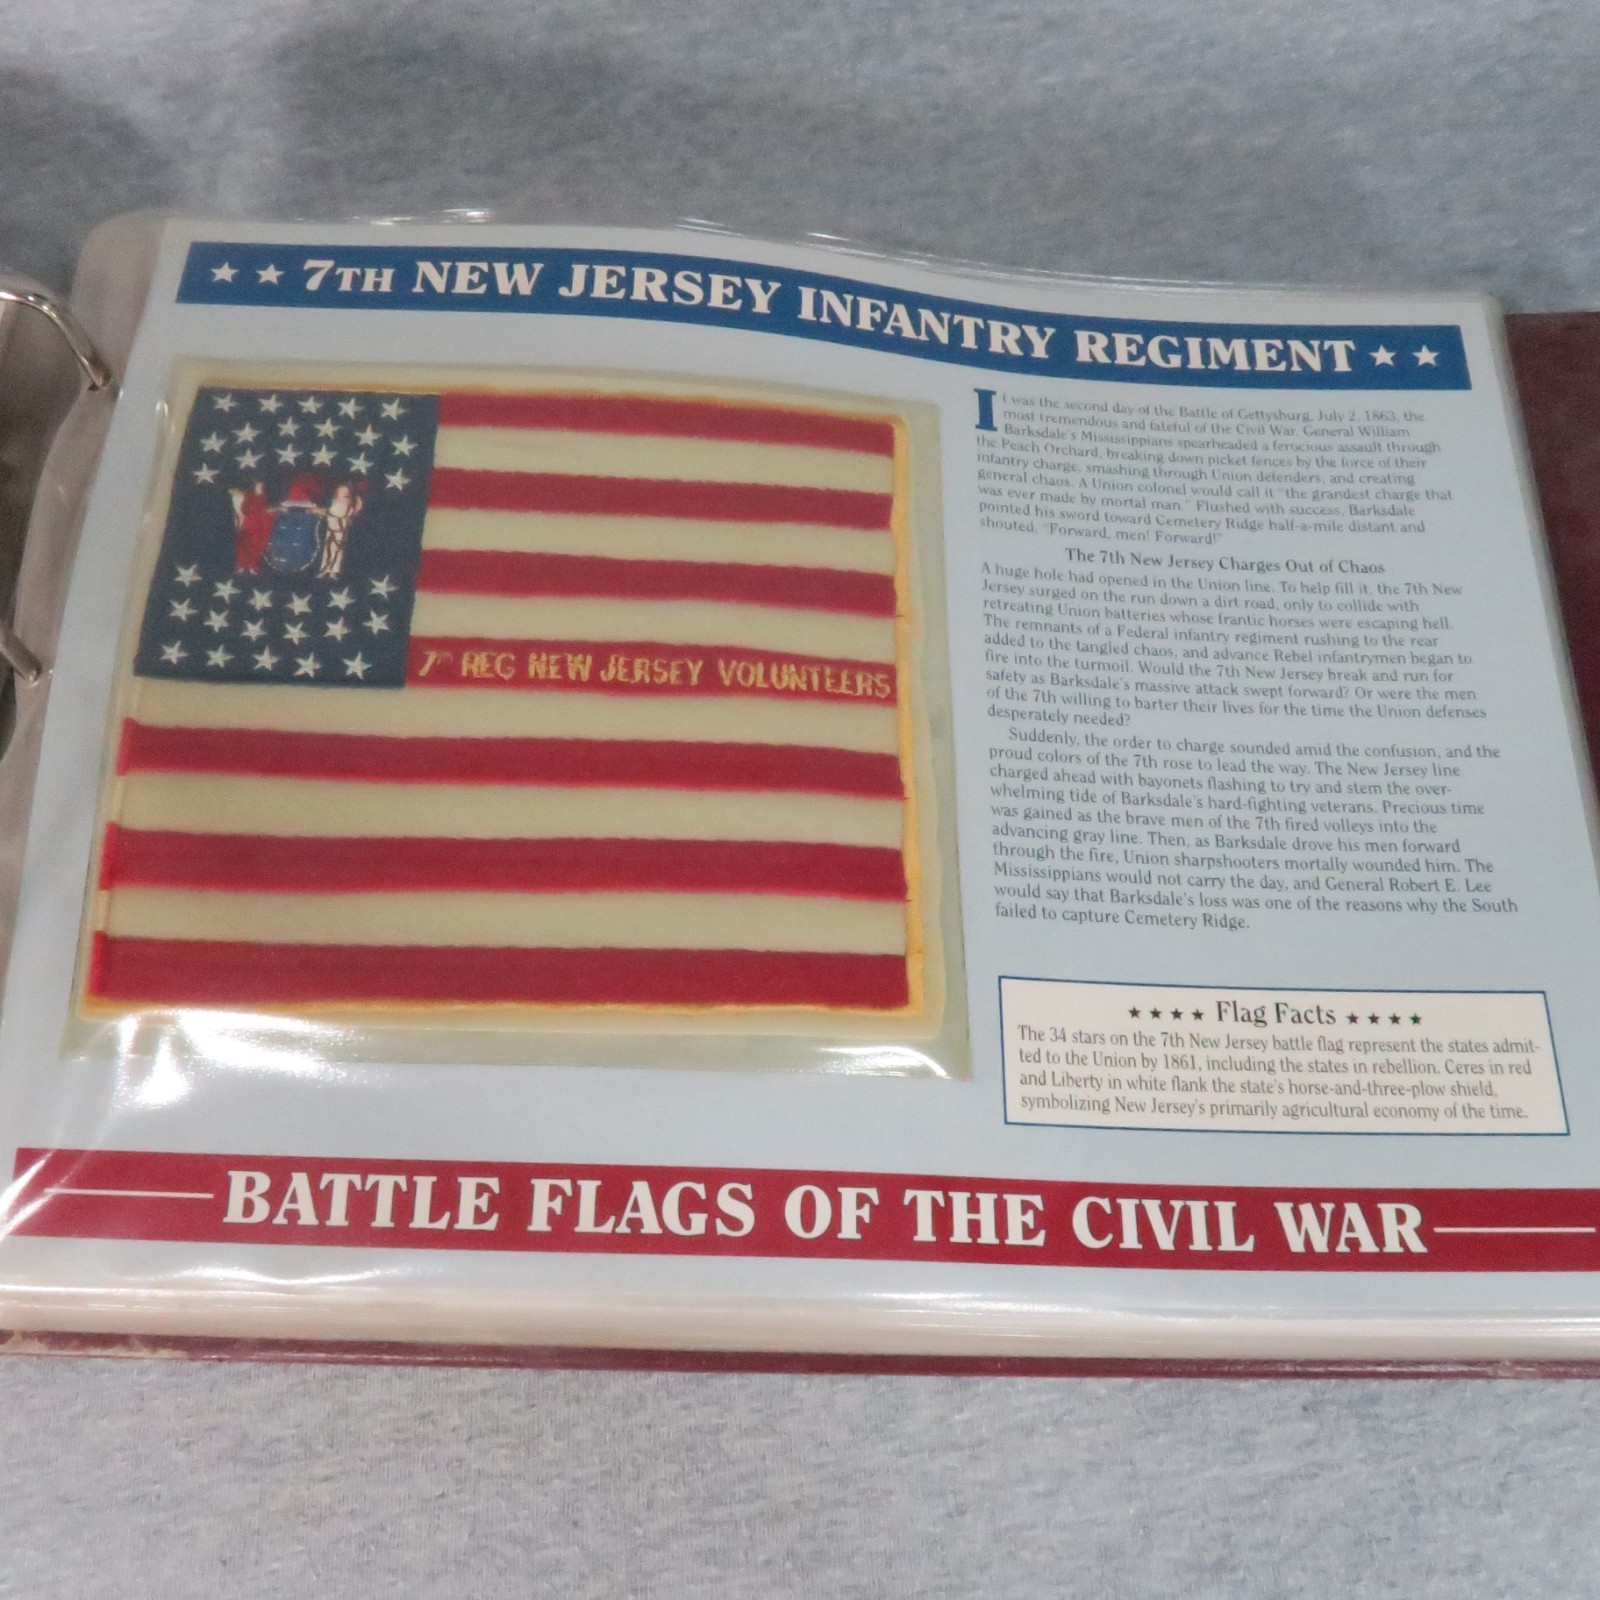 ★ ★ 7TH NEW JERSEY INFANTRY REGIMENT ★ ★
7TH REG NEW JERSEY VOLUNTEERS
It was the second day of the Battle of Gettysburg, July 2, 1863, the
most tremendous and fateful of the Civil War. General William
Barksdale's Mississippians spearheaded a ferocious assault through
the Peach Orchard, breaking down picket fences by the force of their
infantry charge, smashing through Union defenders, and creating
general chaos. A Union colonel would call it "the grandest charge that
was ever made by mortal man." Flushed with success, Barksdale
pointed his sword toward Cemetery Ridge half-a-mile distant and
shouted, "Forward, men! Forward!"
The 7th New Jersey Charges Out of Chaos
A huge hole had opened in the Union line. To help fill it, the 7th New
Jersey surged on the run down a dirt road, only to collide with
retreating Union batteries whose frantic horses were escaping hell.
The remnants of a Federal infantry regiment rushing to the rear
added to the tangled chaos, and advance Rebel infantrymen began to
fire into the turmoil. Would the 7th New Jersey break and run for
safety as Barksdale's massive attack swept forward? Or were the men
of the 7th willing to barter their lives for the time the Union defenses
desperately needed?
Suddenly, the order to charge sounded amid the confusion, and the
proud colors of the 7th rose to lead the way. The New Jersey line
charged ahead with bayonets flashing to try and stem the over-
whelming tide of Barksdale's hard-fighting veterans. Precious time
was gained as the brave men of the 7th fired volleys into the
advancing gray line. Then, as Barksdale drove his men forward
through the fire, Union sharpshooters mortally wounded him. The
Mississippians would not carry the day, and General Robert E. Lee
would say that Barksdale's loss was one of the reasons why the South
failed to capture Cemetery Ridge.
★ ★ ★ ★ Flag Facts ★ ★ ★ ★
The 34 stars on the 7th New Jersey battle flag represent the states admit-
ted to the Union by 1861, including the states in rebellion. Ceres in red
and Liberty in white flank the state's horse-and-three-plow shield,
symbolizing New Jersey's primarily agricultural economy of the time.
BATTLE FLAGS OF THE CIVIL WAR